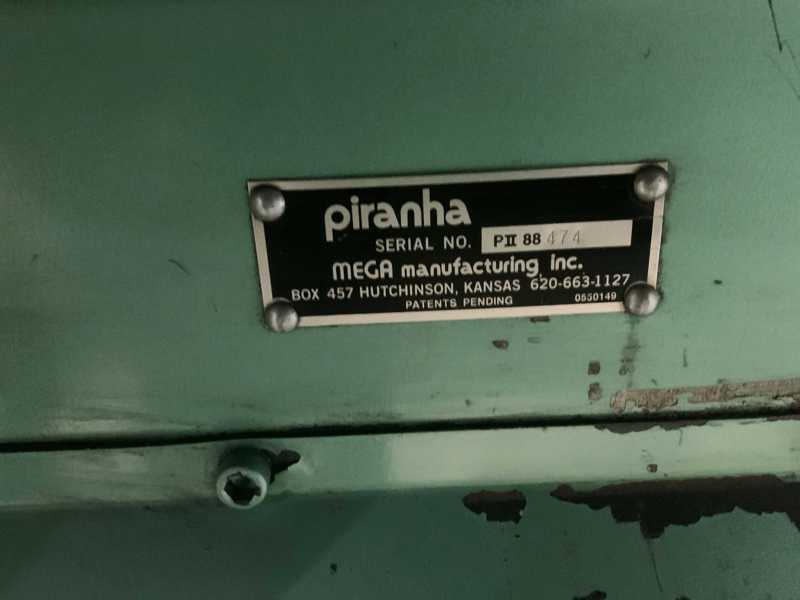 piranha
SERIAL NO. PII 88 474
MEGA manufacturing, inc.
BOX 457 HUTCHINSON, KANSAS 620-663-1127
PATENTS PENDING 0550149